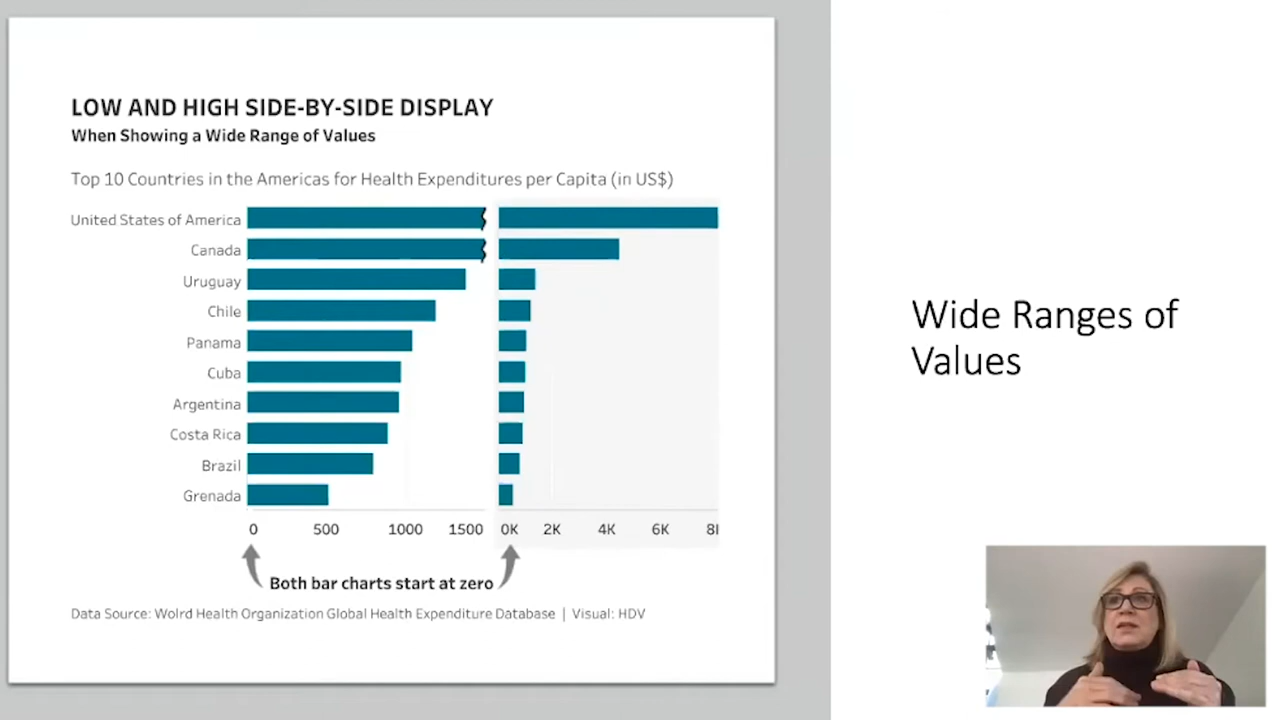 LOW AND HIGH SIDE-BY-SIDE DISPLAY
When Showing a Wide Range of Values
Top 10 Countries in the Americas for Health Expenditures per Capita (in US$)
United States of America
Canada
Uruguay
Chile
Panama
Cuba
Argentina
Costa Rica
Brazil
Grenada
0 500 1000 1500 0K 2K 4K 6K 8
Both bar charts start at zero
Data Source: Wolrd Health Organization Global Health Expenditure Database | Visual: HDV
Wide Ranges of
Values